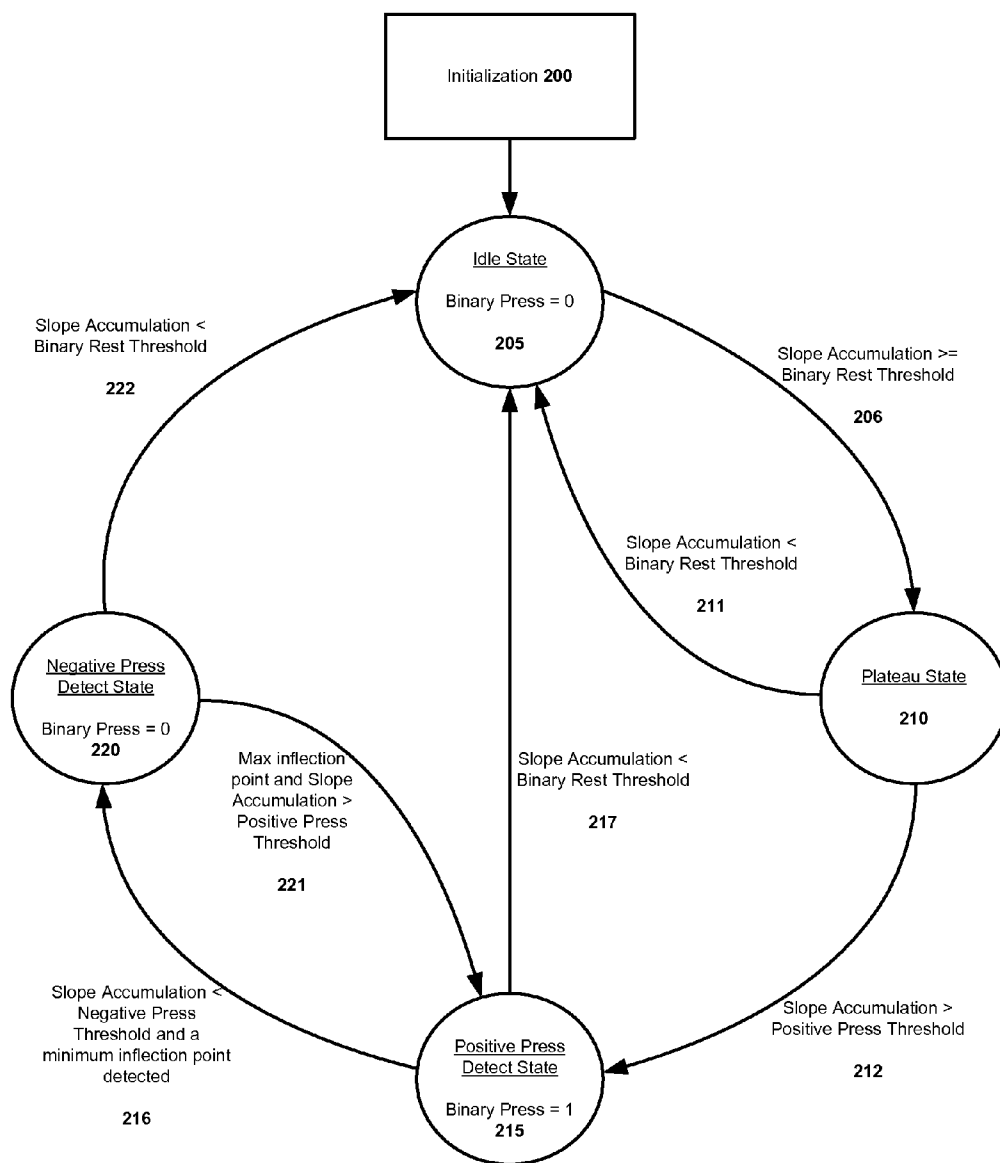 Initialization 200
Idle State
Binary Press = 0
205
Slope Accumulation <
Binary Rest Threshold
222
Slope Accumulation >=
Binary Rest Threshold
206
Slope Accumulation <
Binary Rest Threshold
211
Negative Press
Detect State
Binary Press = 0
220
Plateau State
210
Max inflection
point and Slope
Accumulation >
Positive Press
Threshold
221
Slope Accumulation <
Binary Rest Threshold
217
Slope Accumulation <
Negative Press
Threshold and a
minimum inflection point
detected
216
Positive Press
Detect State
Binary Press = 1
215
Slope Accumulation >
Positive Press Threshold
212